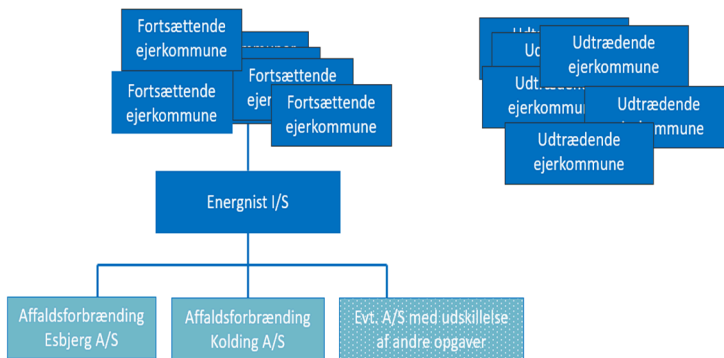 Fortsættende
ejerkommune
Fortsættende
ejerkommune
Fortsættende
Fortsættende
ejerkommune
Udtrædende
ejerkommune
ejerkommune
Udtrædende
Udtrædende
ejerkommune
Energnist I/S
Affaldsforbrænding
Esbjerg A/S
Affaldsforbrænding
Kolding A/S
Evt. A/S med udskillelse
af andre opgaver